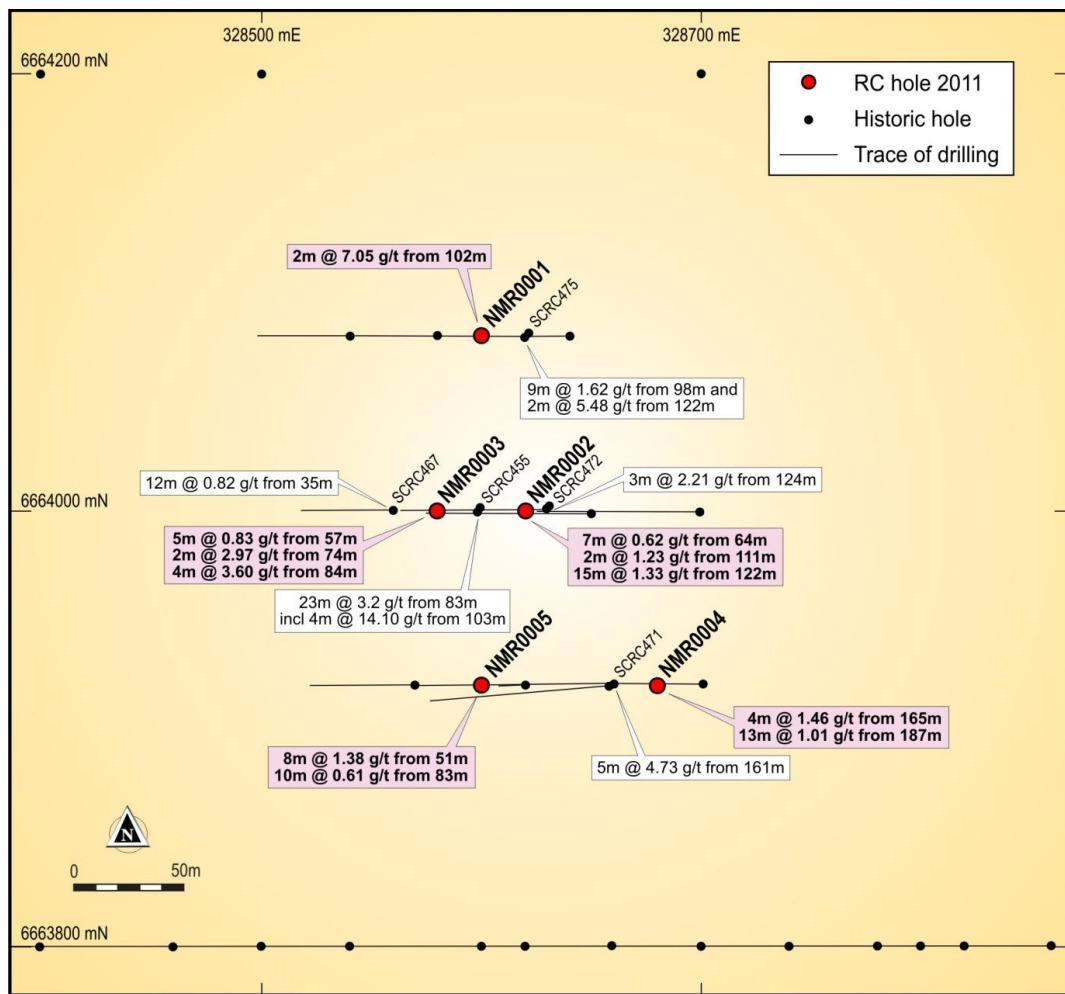 328500 mE
328700 mE
6664200 mN
RC hole 2011
Historic hole
Trace of drilling
2m @ 7.05 g/t from 102m
NMR0001
SCRC475
9m @ 1.62 g/t from 98m and
2m @ 5.48 g/t from 122m
SCRC467
NMR0003
SCRC455
NMR0002
SCRC472
12m @ 0.82 g/t from 35m
3m @ 2.21 g/t from 124m
6664000 mN
5m @ 0.83 g/t from 57m
2m @ 2.97 g/t from 74m
4m @ 3.60 g/t from 84m
7m @ 0.62 g/t from 64m
2m @ 1.23 g/t from 111m
15m @ 1.33 g/t from 122m
23m @ 3.2 g/t from 83m
incl 4m @ 14.10 g/t from 103m
NMR0005
SCRC471
NMR0004
4m @ 1.46 g/t from 165m
13m @ 1.01 g/t from 187m
8m @ 1.38 g/t from 51m
10m @ 0.61 g/t from 83m
5m @ 4.73 g/t from 161m
N
0
50m
6663800 mN